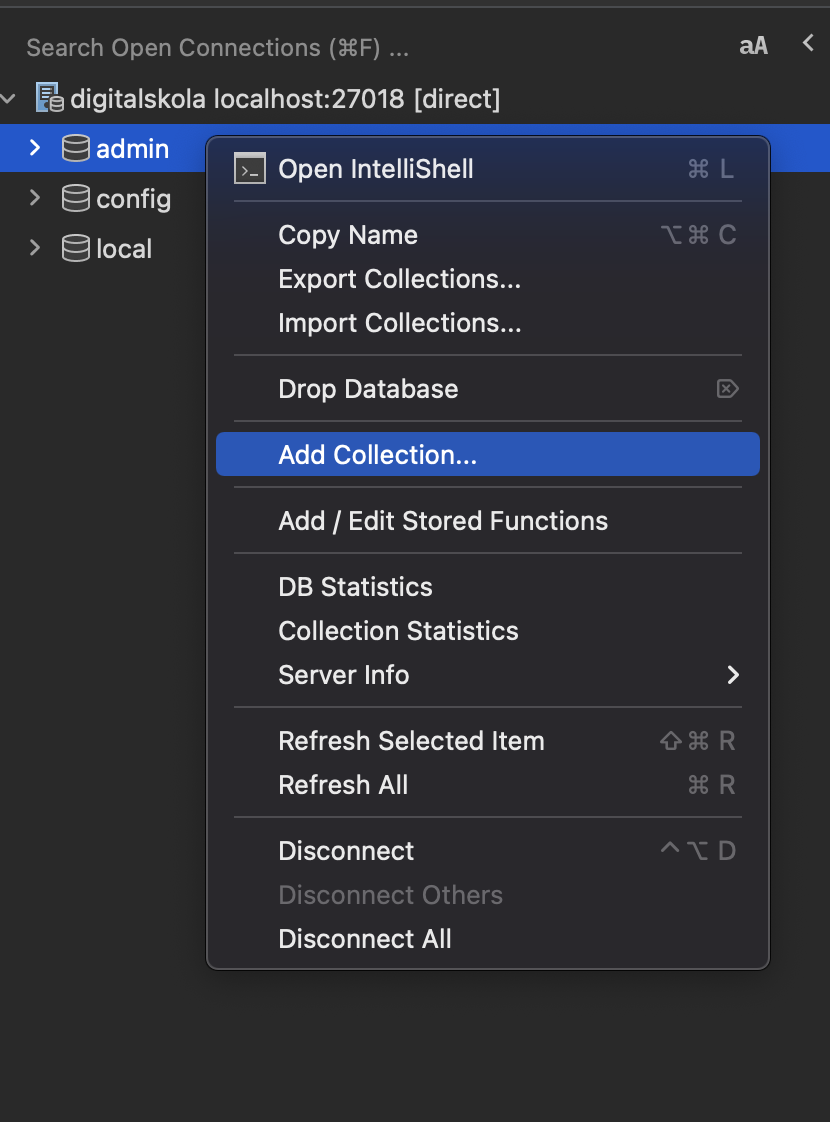 Search Open Connections (⌘F) ...
aA
digitalskola localhost:27018 [direct]
admin
config
local
Open IntelliShell ⌘ L
Copy Name ⌥⌘ C
Export Collections...
Import Collections...
Drop Database ⌦
Add Collection...
Add / Edit Stored Functions
DB Statistics
Collection Statistics
Server Info
Refresh Selected Item ⇧⌘ R
Refresh All ⌘ R
Disconnect ^⌥ D
Disconnect Others
Disconnect All